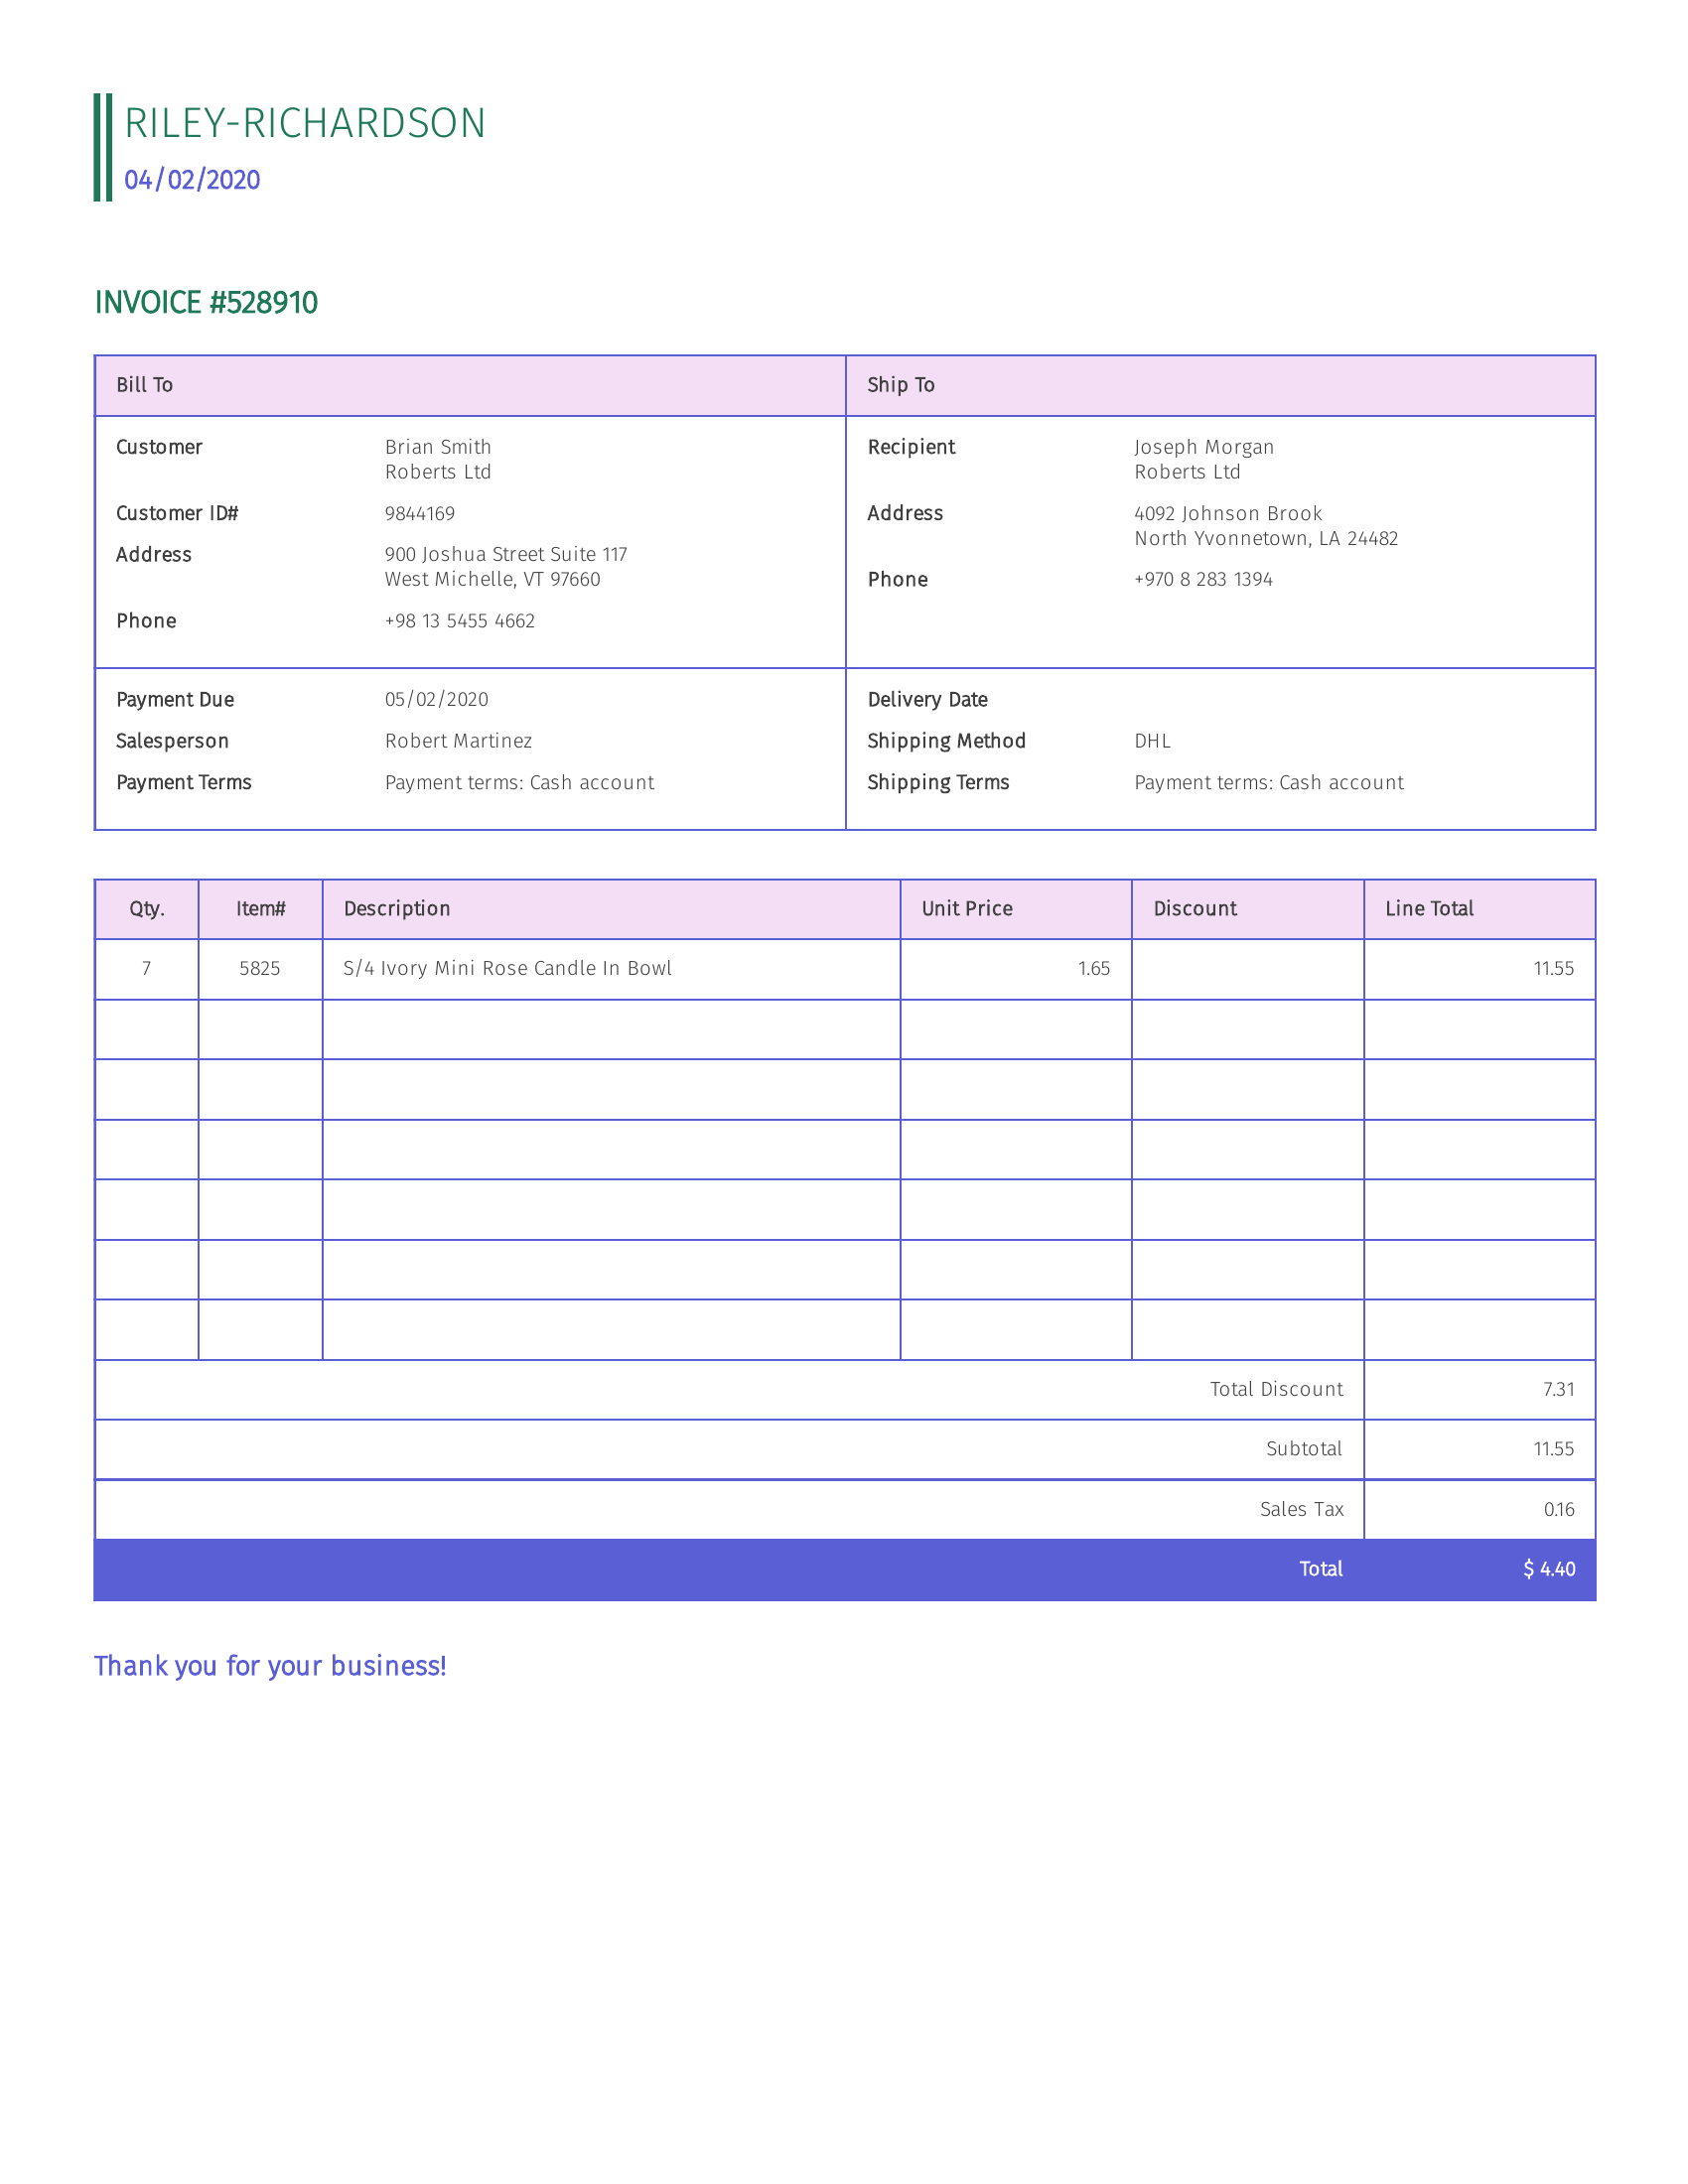 RILEY-RICHARDSON
04/02/2020
INVOICE #528910
Bill To
Ship To
Customer Brian Smith
Roberts Ltd
Customer ID# 9844169
Address 900 Joshua Street Suite 117
West Michelle, VT 97660
Phone +98 13 5455 4662
Recipient Joseph Morgan
Roberts Ltd
Address 4092 Johnson Brook
North Yvonnetown, LA 24482
Phone +970 8 283 1394
Payment Due 05/02/2020
Salesperson Robert Martinez
Payment Terms Payment terms: Cash account
Delivery Date
Shipping Method DHL
Shipping Terms Payment terms: Cash account
Qty. Item# Description Unit Price Discount Line Total
7 5825 S/4 Ivory Mini Rose Candle In Bowl 1.65 11.55
Total Discount 7.31
Subtotal 11.55
Sales Tax 0.16
Total $ 4.40
Thank you for your business!